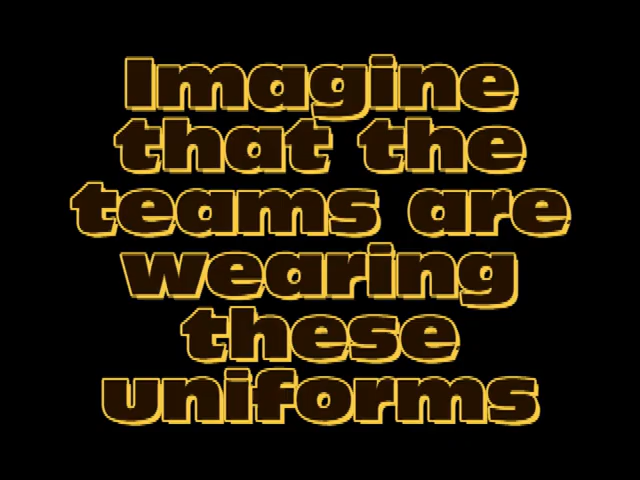 Imagine
that the
teams are
wearing
these
uniforms